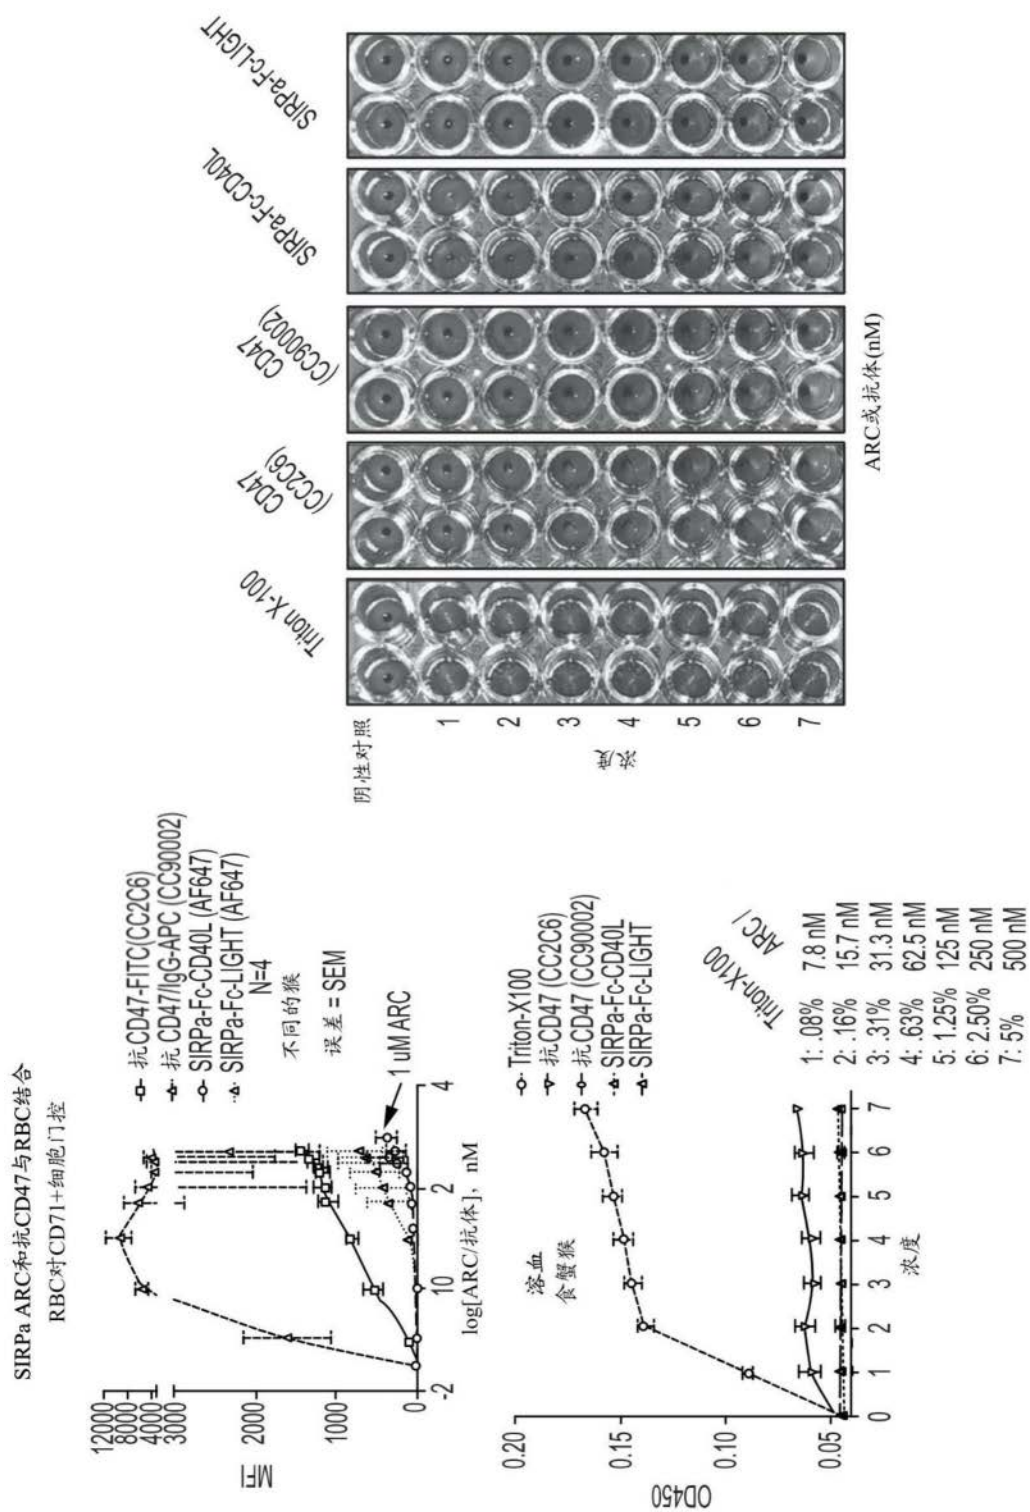 SIRPa ARC和抗CD47与RBC结合
RBC对CD71+细胞门控
MFI
12000
8000
4000
3000
2000
1000
0
-2
10
2
4
log[ARC/抗体], nM
抗CD47-FITC(CC2C6)
抗CD47/IgG-APC (CC90002)
SIRPa-Fc-CD40L (AF647)
SIRPa-Fc-LIGHT (AF647)
N=4
不同的猴
误差 = SEM
1 uM ARC
OD450
0.20
0.15
0.10
0.05
0
1
2
3
4
5
6
7
浓度
溶血
食蟹猴
Triton-X100
抗CD47 (CC2C6)
抗CD47 (CC90002)
SIRPa-Fc-CD40L
SIRPa-Fc-LIGHT
Triton-X100 ARC /
1: .08% 7.8 nM
2: .16% 15.7 nM
3: .31% 31.3 nM
4: .63% 62.5 nM
5: 1.25% 125 nM
6: 2.50% 250 nM
7: 5% 500 nM
Triton X-100
CD47
(CC2C6)
CD47
(CC90002)
SIRPa-Fc-CD40L
SIRPa-Fc-LIGHT
阴性对照
1
2
3
4
5
6
7
浓度
ARC或抗体(nM)